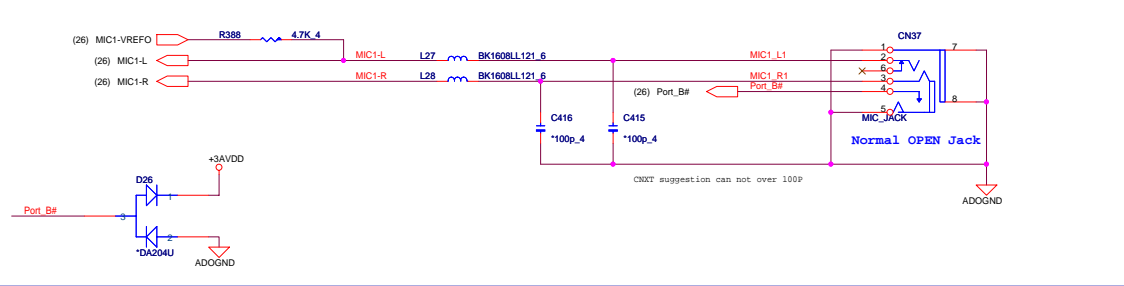 CN37
(26) MIC1-VREFO R388 4.7K_4
1 7
(26) MIC1-L MIC1-L L27 BK1608LL121_6 MIC1_L1 2
6
(26) MIC1-R MIC1-R L28 BK1608LL121_6 MIC1_R1 3
(26) Port_B# Port_B# 4
8
5
C416 C415 MIC_JACK
*100p_4 *100p_4 Normal OPEN Jack
+3AVDD
CNXT suggestion can not over 100P
D26
1 ADOGND
Port_B# 3
2
*DA204U
ADOGND